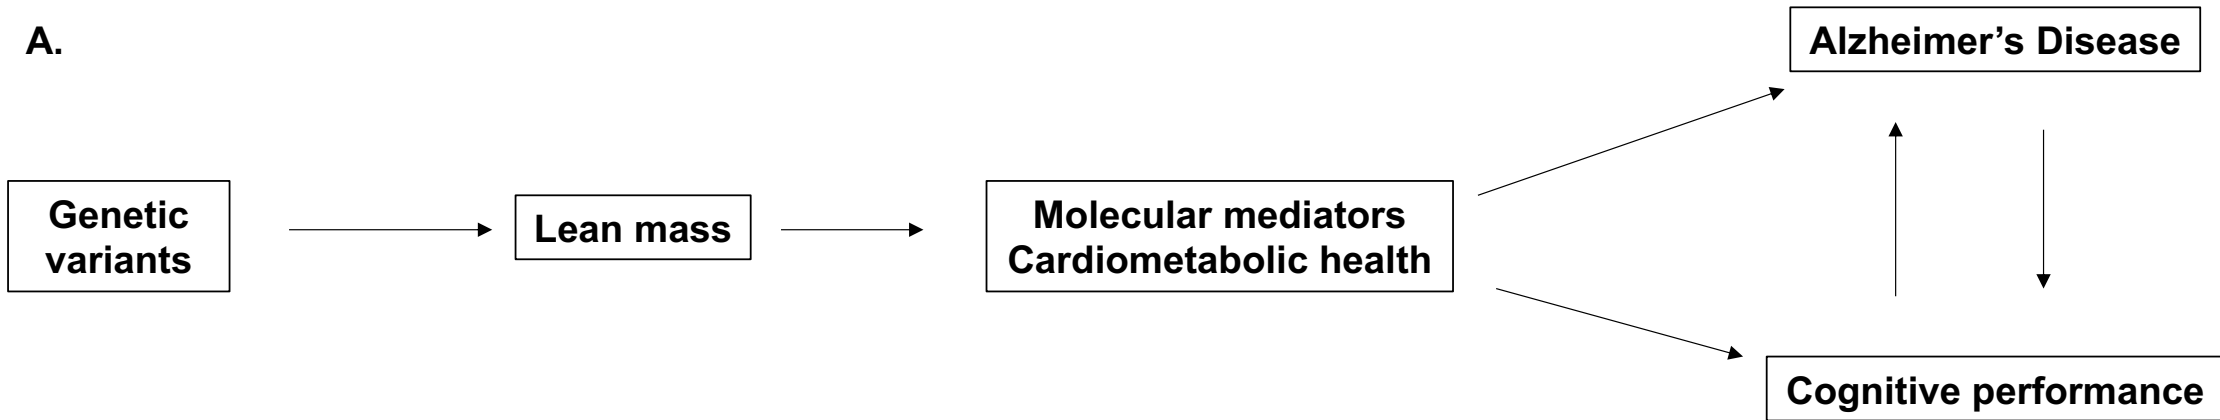 A.
Alzheimer’s Disease
Genetic
variants
Lean mass
Molecular mediators
Cardiometabolic health
Cognitive performance